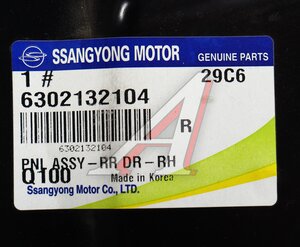 SSANGYONG MOTOR
GENUINE PARTS
1 #
29C6
6302132104
R
6302132104
PNL ASSY-RR DR-RH
Q100
Made in Korea
Ssangyong Motor Co., LTD.